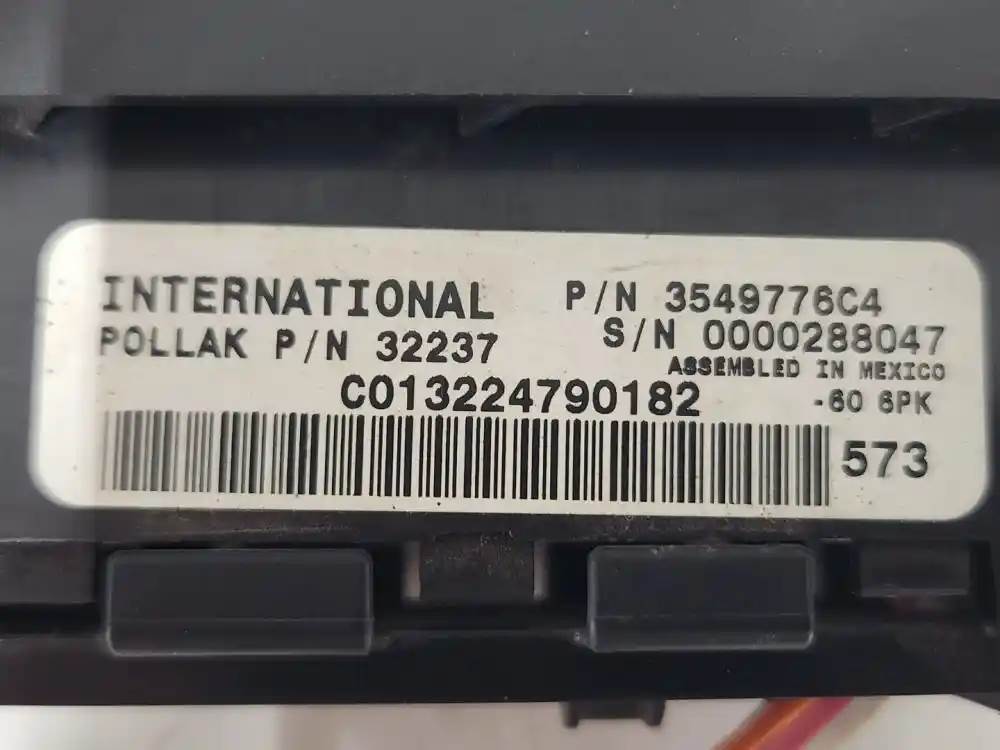 INTERNATIONAL P/N 3549776C4
POLLAK P/N 32237 S/N 0000288047
ASSEMBLED IN MEXICO
C013224790182 -60 6PK
573